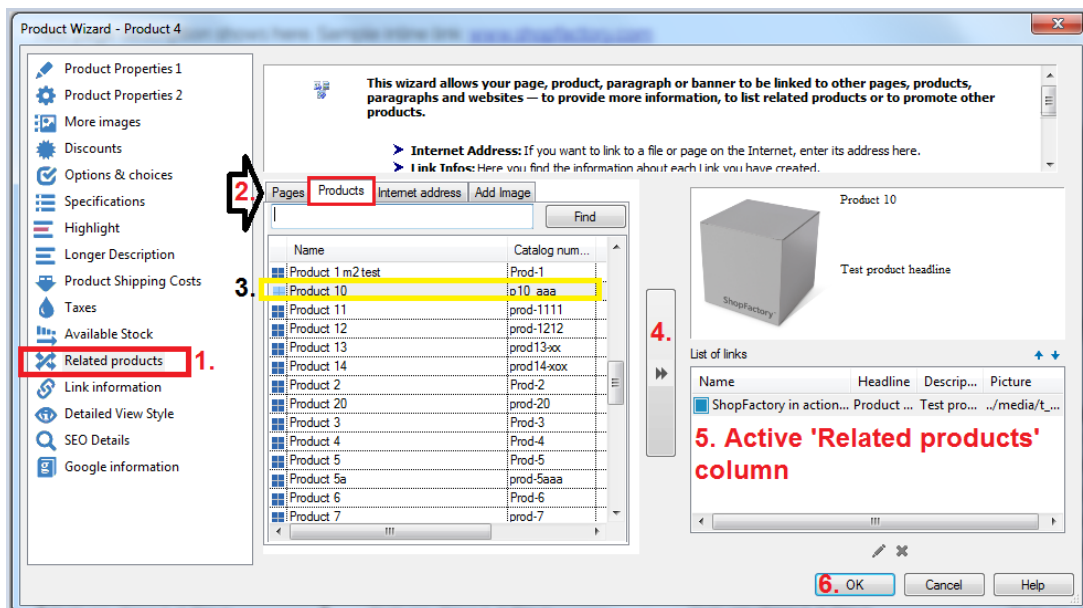 Product Wizard - Product 4
www.shopfactory.com
Product Properties 1
Product Properties 2
More images
Discounts
Options & choices
Specifications
Highlight
Longer Description
Product Shipping Costs
Taxes
Available Stock
Related products
1.
Link information
Detailed View Style
SEO Details
Google information
This wizard allows your page, product, paragraph or banner to be linked to other pages, products,
paragraphs and websites — to provide more information, to list related products or to promote other
products.
➤ Internet Address: If you want to link to a file or page on the Internet, enter its address here.
➤ Link Infos: Here you find the information about each Link you have created.
2.
Pages Products Internet address Add Image
Find
Name Catalog num...
Product 1 m2 test Prod-1
3.
Product 10 p10 aaa
Product 11 prod-1111
Product 12 prod-1212
Product 13 prod13-xx
Product 14 prod14-xox
Product 2 Prod-2
Product 20 prod-20
Product 3 Prod-3
Product 4 Prod-4
Product 5 Prod-5
Product 5a prod-5aaa
Product 6 Prod-6
Product 7 prod-7
4.
Product 10
Test product headline
ShopFactory
List of links
Name Headline Descrip... Picture
ShopFactory in action... Product ... Test pro... ../media/t_...
5. Active 'Related products'
column
6. OK Cancel Help